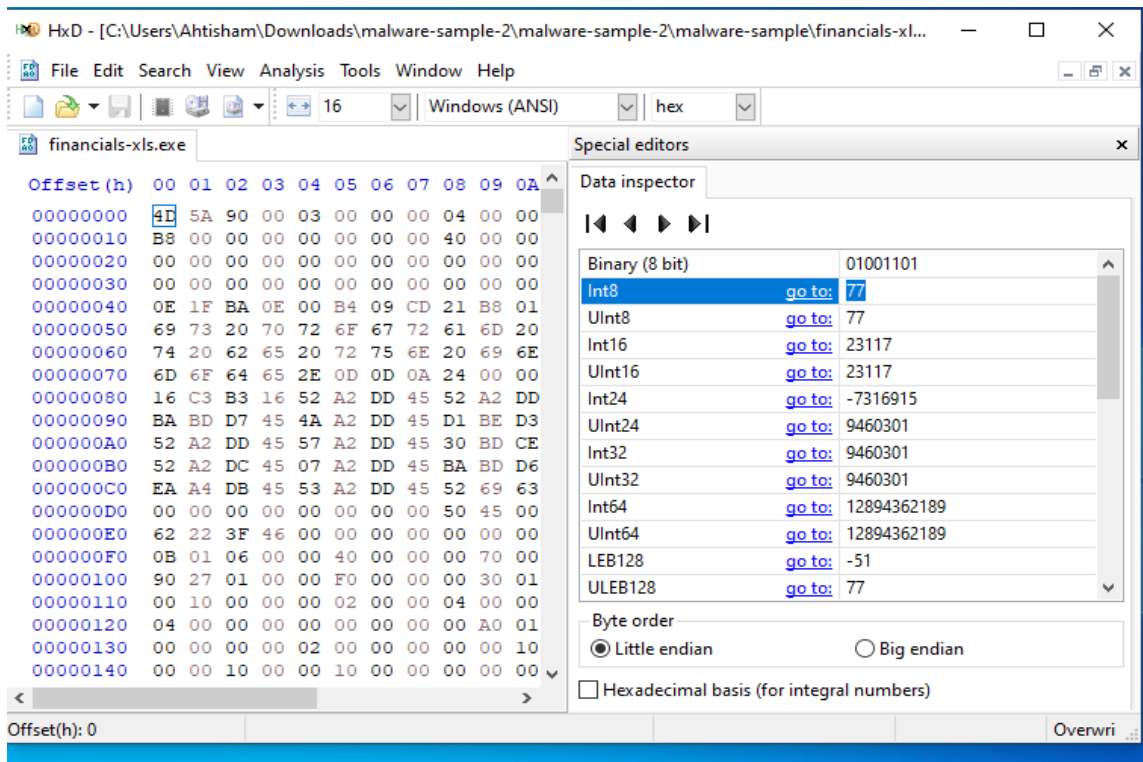 HxD - [C:\Users\Ahtisham\Downloads\malware-sample-2\malware-sample-2\malware-sample\financials-xl...
File Edit Search View Analysis Tools Window Help
16 Windows (ANSI) hex
financials-xls.exe
Offset(h) 00 01 02 03 04 05 06 07 08 09 0A
00000000 4D 5A 90 00 03 00 00 00 04 00 00
00000010 B8 00 00 00 00 00 00 00 40 00 00
00000020 00 00 00 00 00 00 00 00 00 00 00
00000030 00 00 00 00 00 00 00 00 00 00 00
00000040 0E 1F BA 0E 00 B4 09 CD 21 B8 01
00000050 69 73 20 70 72 6F 67 72 61 6D 20
00000060 74 20 62 65 20 72 75 6E 20 69 6E
00000070 6D 6F 64 65 2E 0D 0D 0A 24 00 00
00000080 16 C3 B3 16 52 A2 DD 45 52 A2 DD
00000090 BA BD D7 45 4A A2 DD 45 D1 BE D3
000000A0 52 A2 DD 45 57 A2 DD 45 30 BD CE
000000B0 52 A2 DC 45 07 A2 DD 45 BA BD D6
000000C0 EA A4 DB 45 53 A2 DD 45 52 69 63
000000D0 00 00 00 00 00 00 00 00 50 45 00
000000E0 62 22 3F 46 00 00 00 00 00 00 00
000000F0 0B 01 06 00 00 40 00 00 00 70 00
00000100 90 27 01 00 00 F0 00 00 00 30 01
00000110 00 10 00 00 00 02 00 00 04 00 00
00000120 04 00 00 00 00 00 00 00 00 A0 01
00000130 00 00 00 00 02 00 00 00 00 00 10
00000140 00 00 10 00 00 10 00 00 00 00 00
Offset(h): 0
Special editors
Data inspector
Binary (8 bit) 01001101
Int8 go to: 77
UInt8 go to: 77
Int16 go to: 23117
UInt16 go to: 23117
Int24 go to: -7316915
UInt24 go to: 9460301
Int32 go to: 9460301
UInt32 go to: 9460301
Int64 go to: 12894362189
UInt64 go to: 12894362189
LEB128 go to: -51
ULEB128 go to: 77
Byte order
Little endian Big endian
Hexadecimal basis (for integral numbers)
Overwri